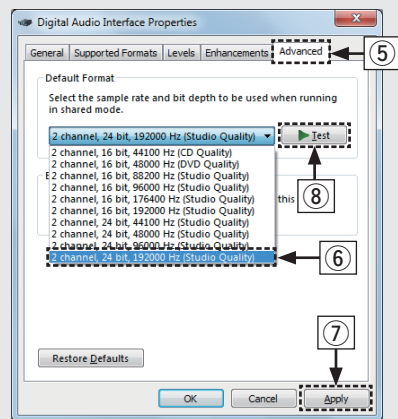 Digital Audio Interface Properties
General Supported Formats Levels Enhancements Advanced
⑤
Default Format
Select the sample rate and bit depth to be used when running
in shared mode.
2 channel, 24 bit, 192000 Hz (Studio Quality) Test
2 channel, 16 bit, 44100 Hz (CD Quality)
2 channel, 16 bit, 48000 Hz (DVD Quality)
2 channel, 16 bit, 88200 Hz (Studio Quality)
2 channel, 16 bit, 96000 Hz (Studio Quality)
2 channel, 16 bit, 176400 Hz (Studio Quality) this
⑧
2 channel, 16 bit, 192000 Hz (Studio Quality)
2 channel, 24 bit, 44100 Hz (Studio Quality)
2 channel, 24 bit, 48000 Hz (Studio Quality)
2 channel, 24 bit, 96000 Hz (Studio Quality)
2 channel, 24 bit, 192000 Hz (Studio Quality)
⑥
⑦
Restore Defaults
OK Cancel Apply